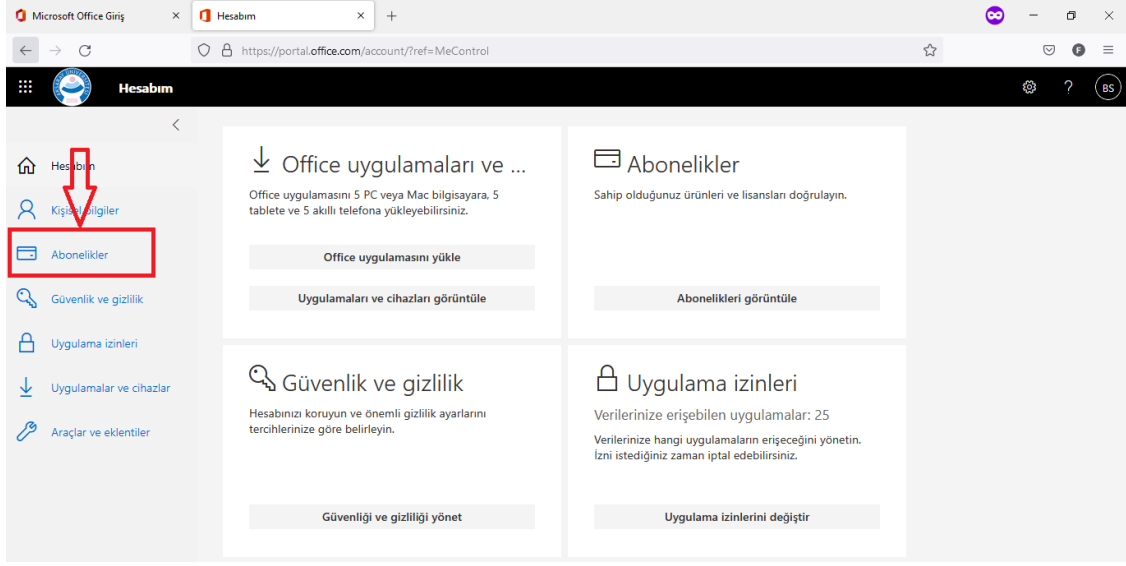 Microsoft Office Giriş
Hesabım
https://portal.office.com/account/?ref=MeControl
F
Hesabım
?
BS
Hesabım
Kişisel bilgiler
Abonelikler
Güvenlik ve gizlilik
Uygulama izinleri
Uygulamalar ve cihazlar
Araçlar ve eklentiler
Office uygulamaları ve ...
Office uygulamasını 5 PC veya Mac bilgisayara, 5
tablete ve 5 akıllı telefona yükleyebilirsiniz.
Office uygulamasını yükle
Uygulamaları ve cihazları görüntüle
Abonelikler
Sahip olduğunuz ürünleri ve lisansları doğrulayın.
Abonelikleri görüntüle
Güvenlik ve gizlilik
Hesabınızı koruyun ve önemli gizlilik ayarlarını
tercihlerinize göre belirleyin.
Güvenliği ve gizliliği yönet
Uygulama izinleri
Verilerinize erişebilen uygulamalar: 25
Verilerinize hangi uygulamaların erişeceğini yönetin.
İzni istediğiniz zaman iptal edebilirsiniz.
Uygulama izinlerini değiştir